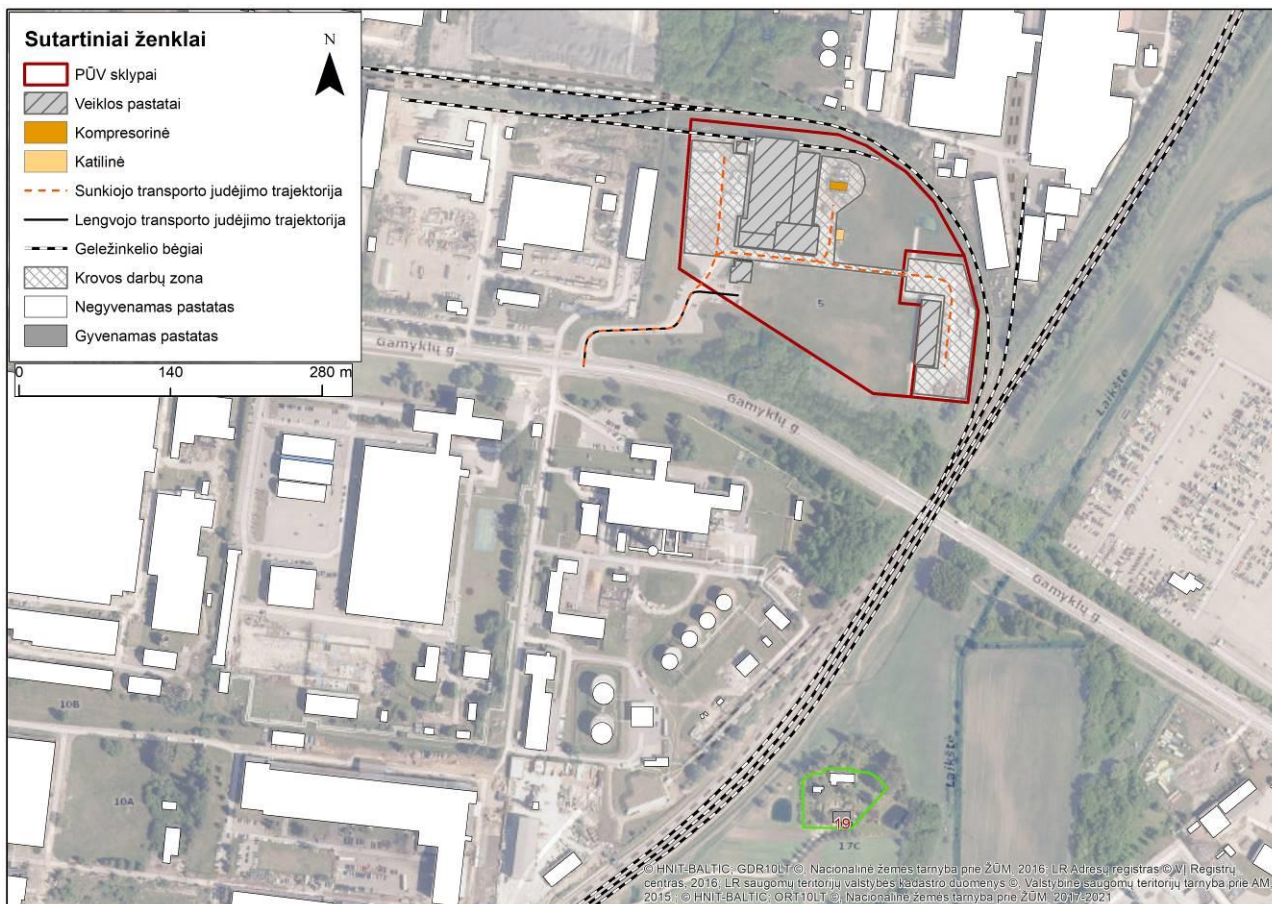 Sutartiniai ženklai
N
PŪV sklypai
Veiklos pastatai
Kompresorinė
Katilinė
Sunkiojo transporto judėjimo trajektorija
Lengvojo transporto judėjimo trajektorija
Geležinkelio bėgiai
Krovos darbų zona
Negyvenamas pastatas
Gyvenamas pastatas
0 140 280 m
5
Gamyklų g.
Gamyklų g.
Gamyklų g.
Laikštė
Laikštė
10B
10A
19
17C
© HNIT-BALTIC, GDR10LT ©, Nacionalinė žemės tarnyba prie ŽŪM, 2016; LR Adresų registras © VĮ Registrų
centras, 2016; LR saugomų teritorijų valstybės kadastro duomenys ©, Valstybinė saugomų teritorijų tarnyba prie AM,
2015; © HNIT-BALTIC, ORT10LT ©, Nacionalinė žemės tarnyba prie ŽŪM, 2017-2021